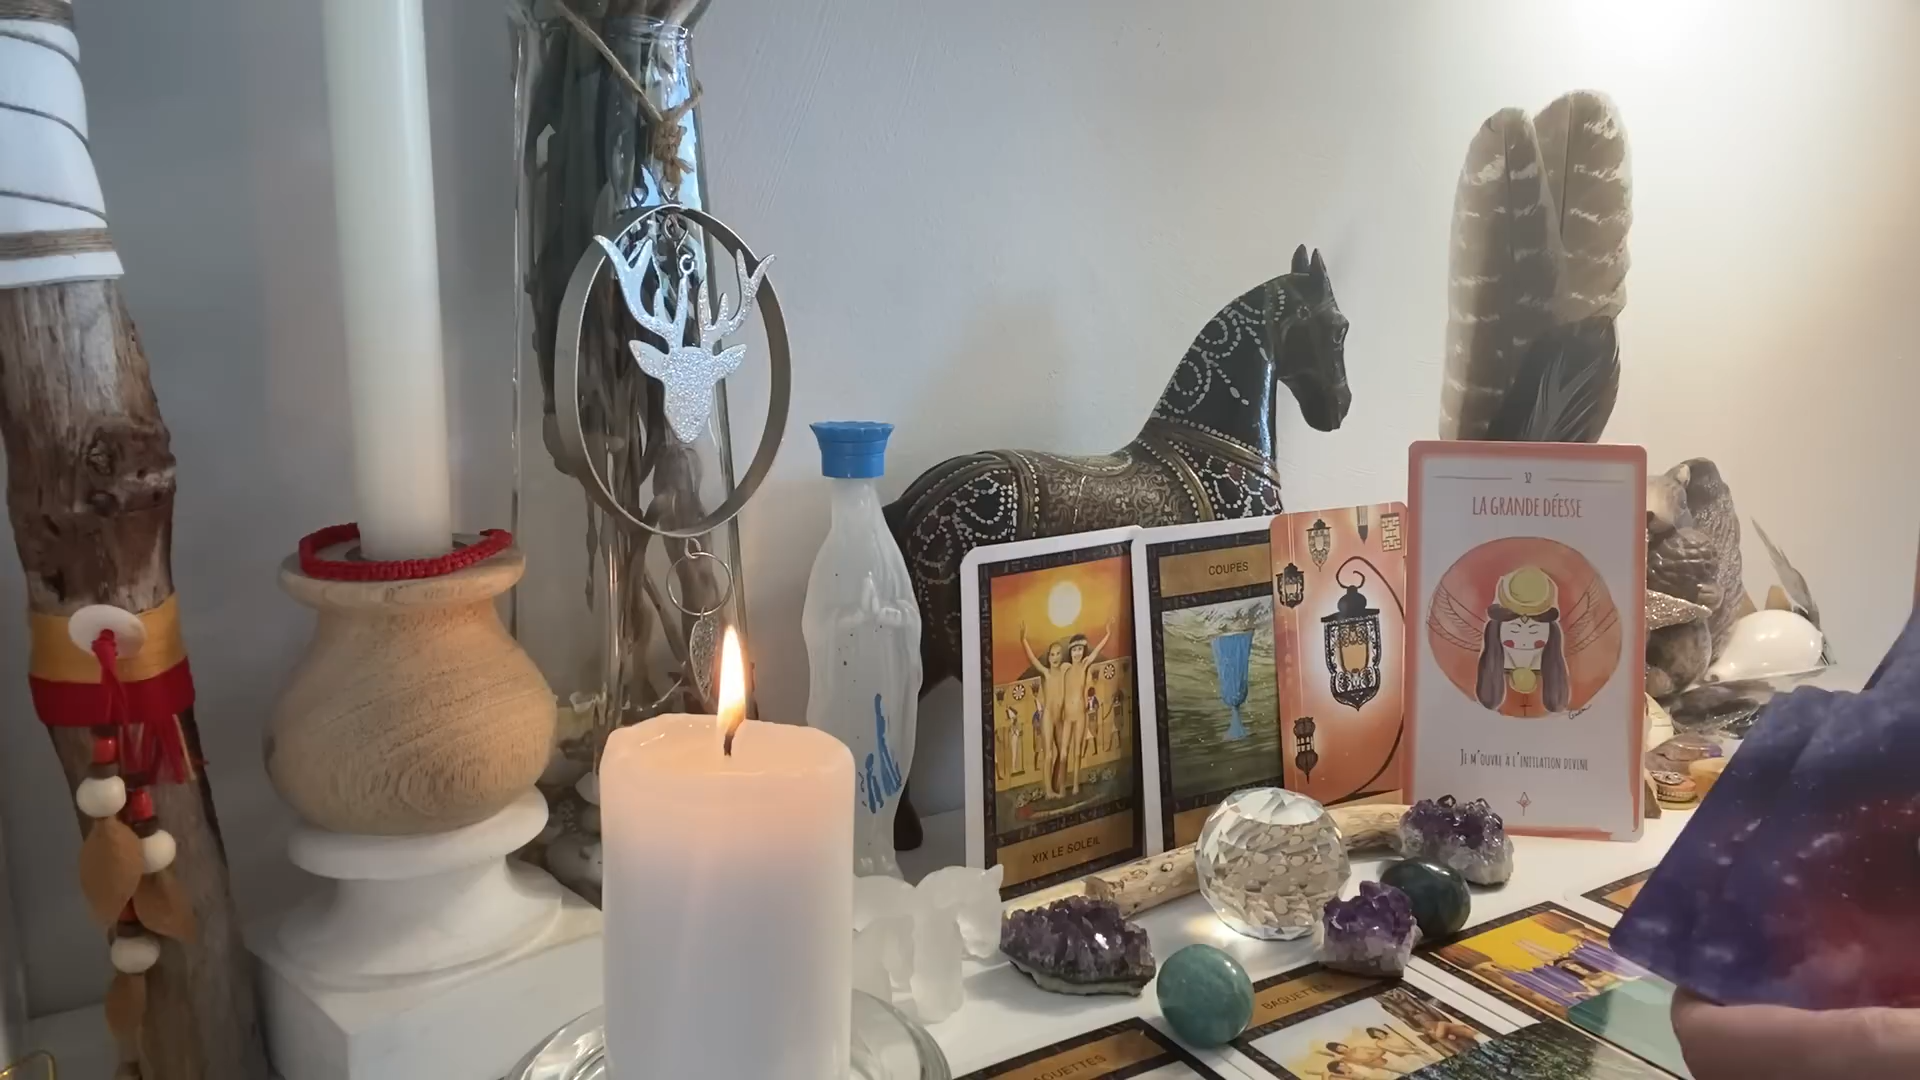 COUPES
32
LA GRANDE DÉESSE
JE M'OUVRE À L'INITIATION DIVINE
XIX LE SOLEIL
BAGUETTES
BAGUETTES